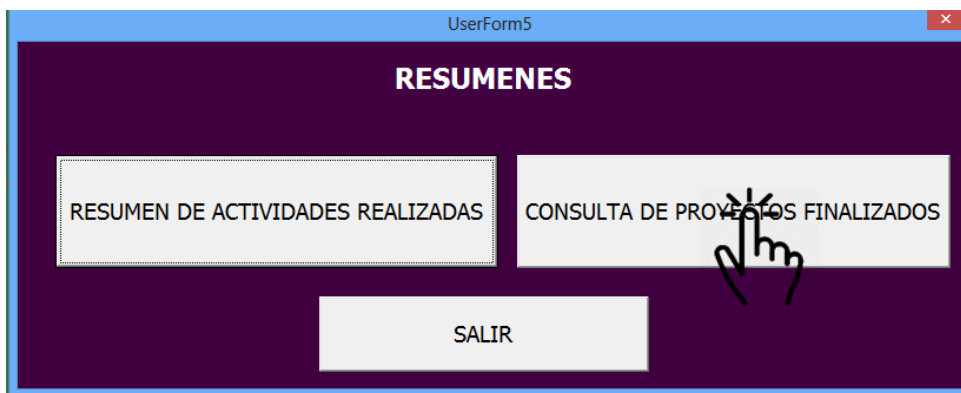 UserForm5
RESUMENES
RESUMEN DE ACTIVIDADES REALIZADAS
CONSULTA DE PROYECTOS FINALIZADOS
SALIR